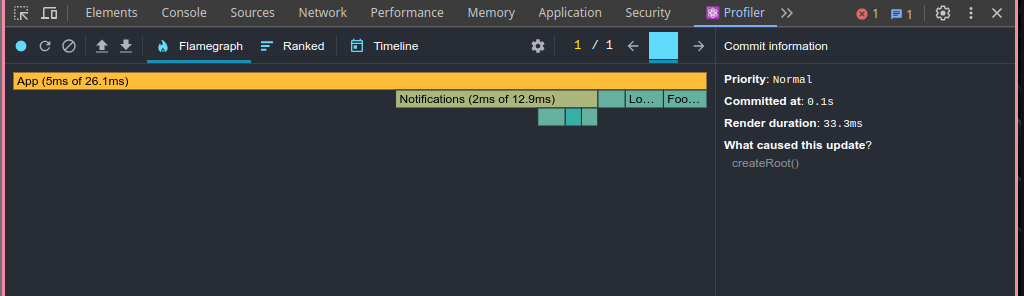 Elements Console Sources Network Performance Memory Application Security Profiler 1 1
Flamegraph Ranked Timeline 1 / 1 Commit information
App (5ms of 26.1ms)
Notifications (2ms of 12.9ms) Lo... Foo...
Priority: Normal
Committed at: 0.1s
Render duration: 33.3ms
What caused this update?
createRoot()